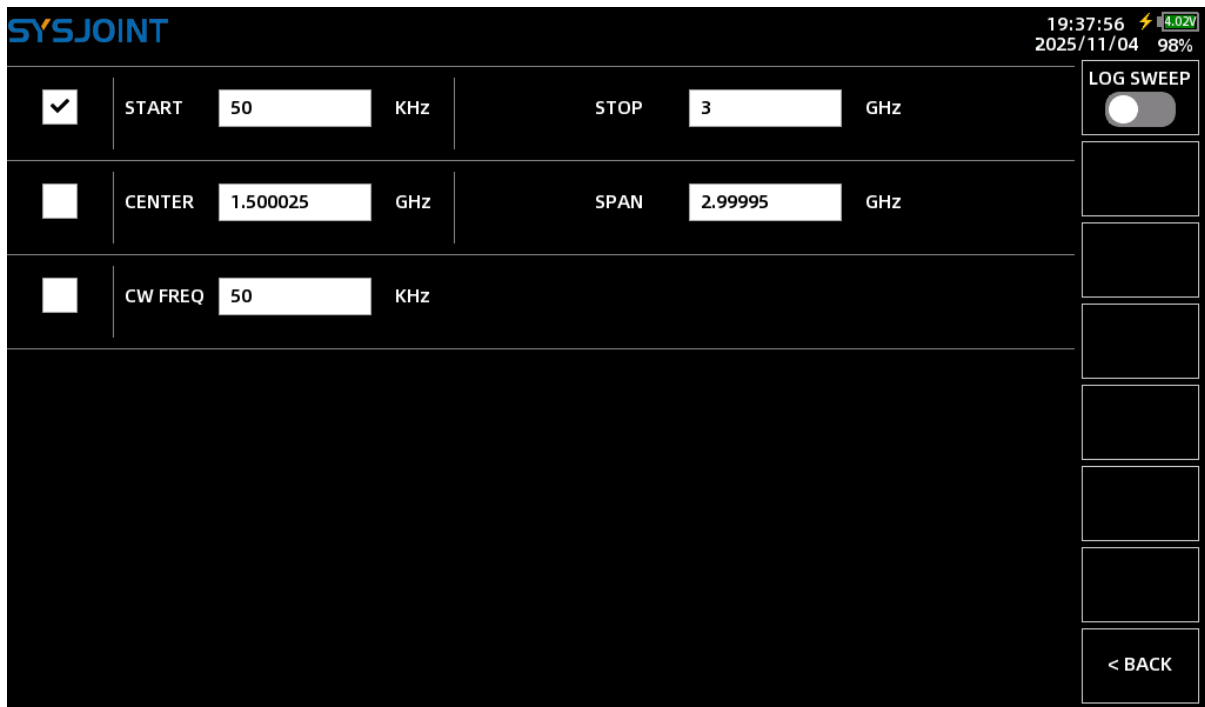 SYSJOINT
19:37:56 4.02V
2025/11/04 98%
LOG SWEEP
START 50 KHz STOP 3 GHz
CENTER 1.500025 GHz SPAN 2.99995 GHz
CW FREQ 50 KHz
< BACK